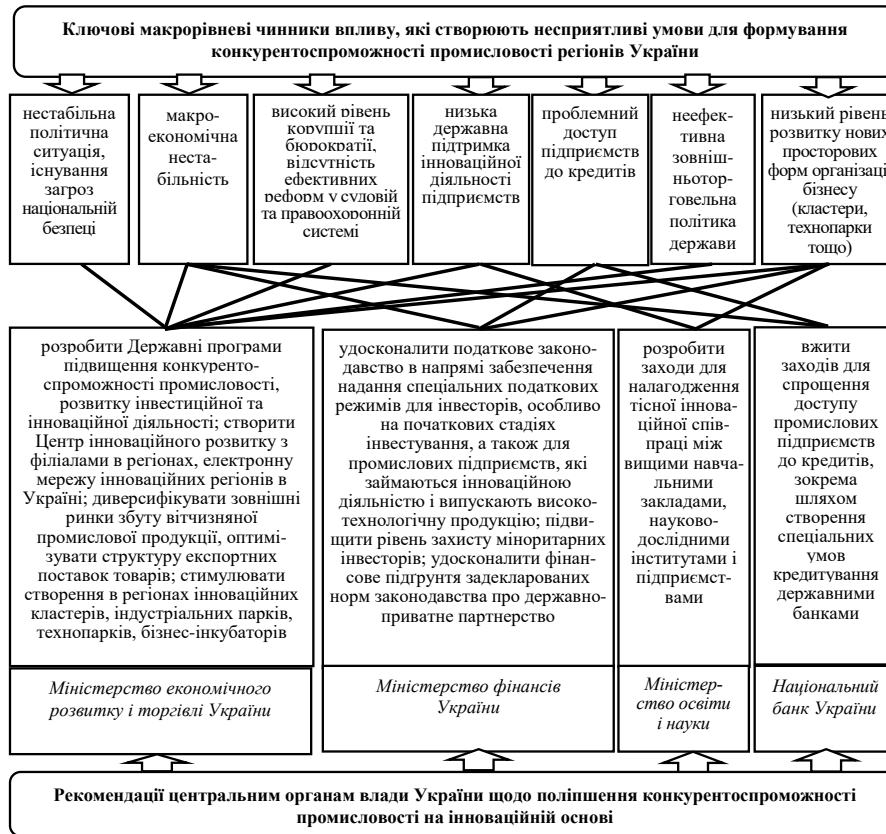 Ключові макрорівневі чинники впливу, які створюють несприятливі умови для формування
конкурентоспроможності промисловості регіонів України
нестабільна
політична
ситуація,
існування
загроз
національній
безпеці
макро-
економічна
неста-
більність
високий рівень
корупції та
бюрократії,
відсутність
ефективних
реформ у судовій
та правоохоронній
системі
низька
державна
підтримка
інноваційної
діяльності
підприємств
проблемний
доступ
підприємств
до кредитів
неефек-
тивна
зовніш-
ньоторг-
говельна
політика
держави
низький рівень
розвитку нових
просторових
форм організації
бізнесу
(кластери,
технопарки
тощо)
розробити Державні програми
підвищення конкуренто-
спроможності промисловості,
розвитку інвестиційної та
інноваційної діяльності; створити
Центр інноваційного розвитку з
філіалами в регіонах, електронну
мережу інноваційних регіонів в
Україні; диверсифікувати зовнішні
ринки збуту вітчизняної
промислової продукції, оптимі-
зувати структуру експортних
поставок товарів; стимулювати
створення в регіонах інноваційних
кластерів, індустріальних парків,
технопарків, бізнес-інкубаторів
удосконалити податкове законо-
давство в напрямі забезпечення
надання спеціальних податкових
режимів для інвесторів, особливо
на початкових стадіях
інвестування, а також для
промислових підприємств, які
займаються інноваційною
діяльністю і випускають високо-
технологічну продукцію; підви-
щити рівень захисту міноритарних
інвесторів; удосконалити фінан-
сове підґрунтя задекларованих
норм законодавства про державно-
приватне партнерство
розробити
заходи для
налагодження
тісної іннова-
ційної спів-
праці між
вищими навча-
льними
закладами,
науково-
дослідними
інститутами і
підприємст-
вами
вжити
заходів для
спрощення
доступу
промислових
підприємств
до кредитів,
зокрема
шляхом
створення
спеціальних
умов
кредитування
державними
банками
Міністерство економічного
розвитку і торгівлі України
Міністерство фінансів
України
Мініс­тер-
ство освіти
і науки
Національний
банк України
Рекомендації центральним органам влади України щодо поліпшення конкурентоспроможності
промисловості на інноваційній основі